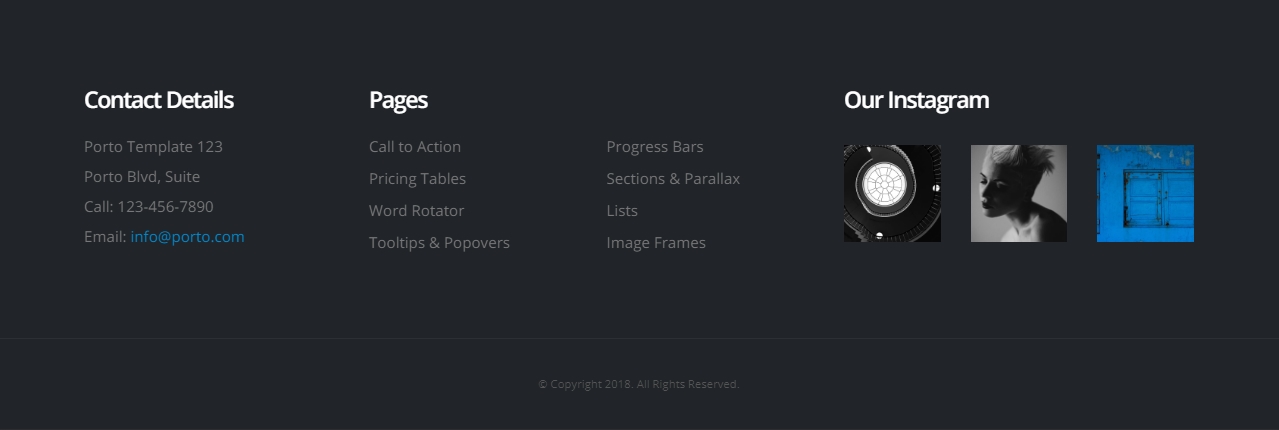 Contact Details
Porto Template 123
Porto Blvd, Suite
Call: 123-456-7890
Email: info@porto.com
Pages
Call to Action
Pricing Tables
Word Rotator
Tooltips & Popovers
Progress Bars
Sections & Parallax
Lists
Image Frames
Our Instagram
© Copyright 2018. All Rights Reserved.